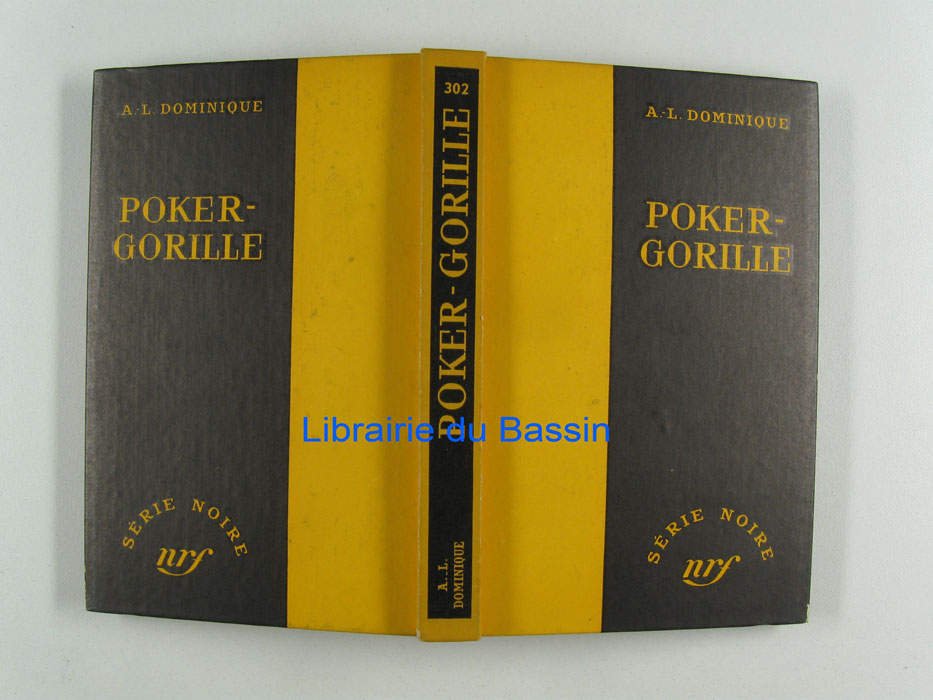 A.-L. DOMINIQUE
POKER-
GORILLE
SÉRIE NOIRE
nrf
302
POKER-GORILLE
A.-L.
DOMINIQUE
A.-L. DOMINIQUE
POKER-
GORILLE
SÉRIE NOIRE
nrf
Librairie du Bassin